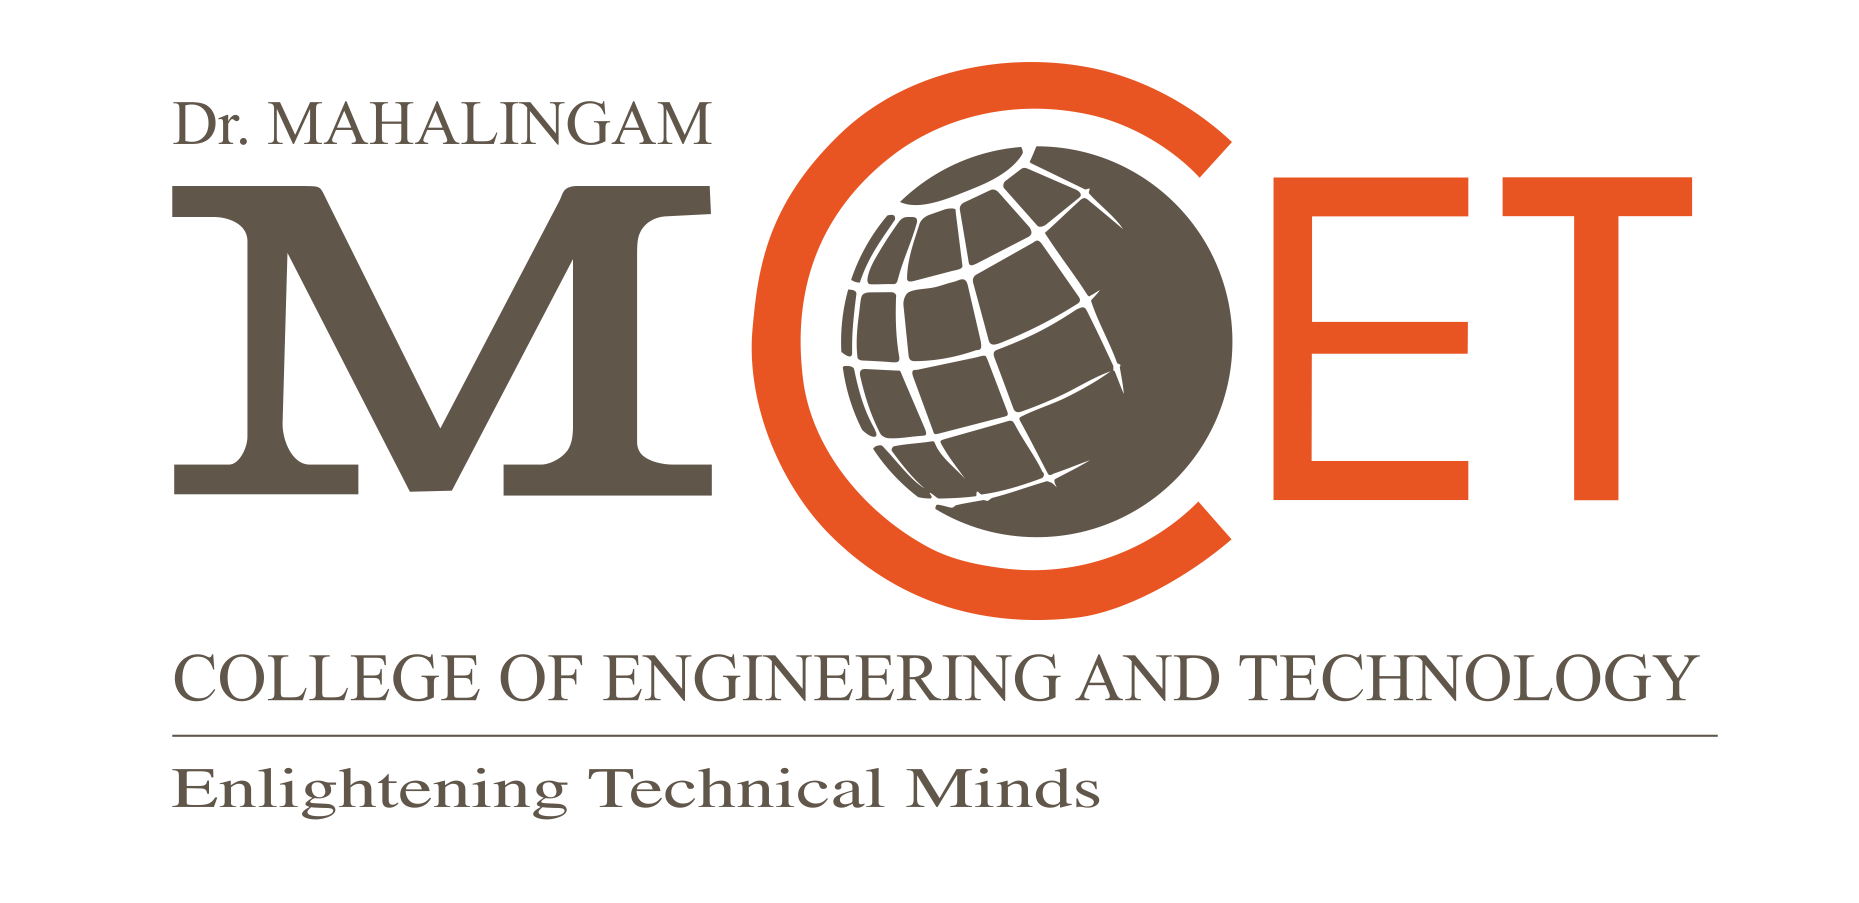 Dr. MAHALINGAM
MCET
COLLEGE OF ENGINEERING AND TECHNOLOGY
Enlightening Technical Minds